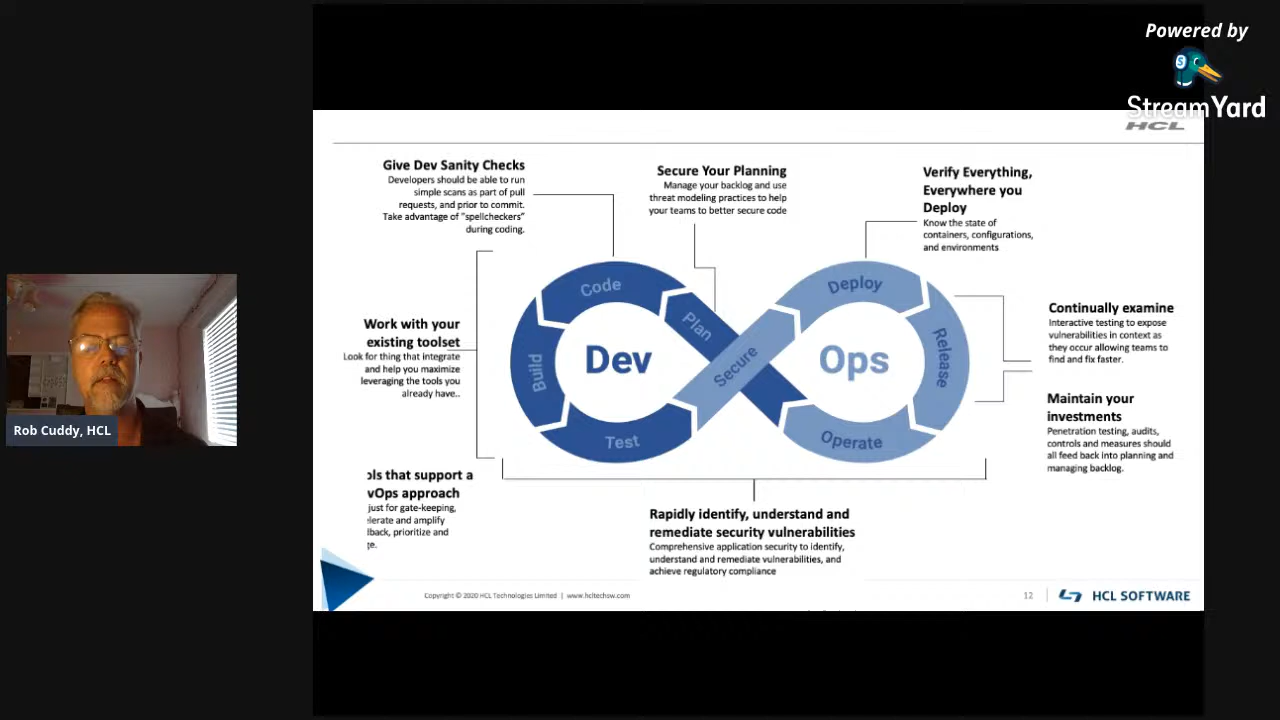 Powered by
StreamYard
HCL
Give Dev Sanity Checks
Developers should be able to run
simple scans as part of pull
requests, and prior to commit.
Take advantage of "spellcheckers"
during coding.
Secure Your Planning
Manage your backlog and use
threat modeling practices to help
your teams to better secure code
Verify Everything,
Everywhere you
Deploy
Know the state of
containers, configurations,
and environments
Work with your
existing toolset
Look for thing that integrate
and help you maximize
leveraging the tools you
already have..
Code
Plan
Build
Dev
Test
Secure
Deploy
Ops
Release
Operate
Continually examine
Interactive testing to expose
vulnerabilities in context as
they occur allowing teams to
find and fix faster.
Maintain your
investments
Penetration testing, audits,
controls and measures should
all feed back into planning and
managing backlog.
Rob Cuddy, HCL
that support a
approach
just for gate-keeping,
and amplify
prioritize and
Rapidly identify, understand and
remediate security vulnerabilities
Comprehensive application security to identify,
understand and remediate vulnerabilities, and
achieve regulatory compliance
Copyright © 2020 HCL Technologies Limited | www.hcltechsw.com
12
HCL SOFTWARE